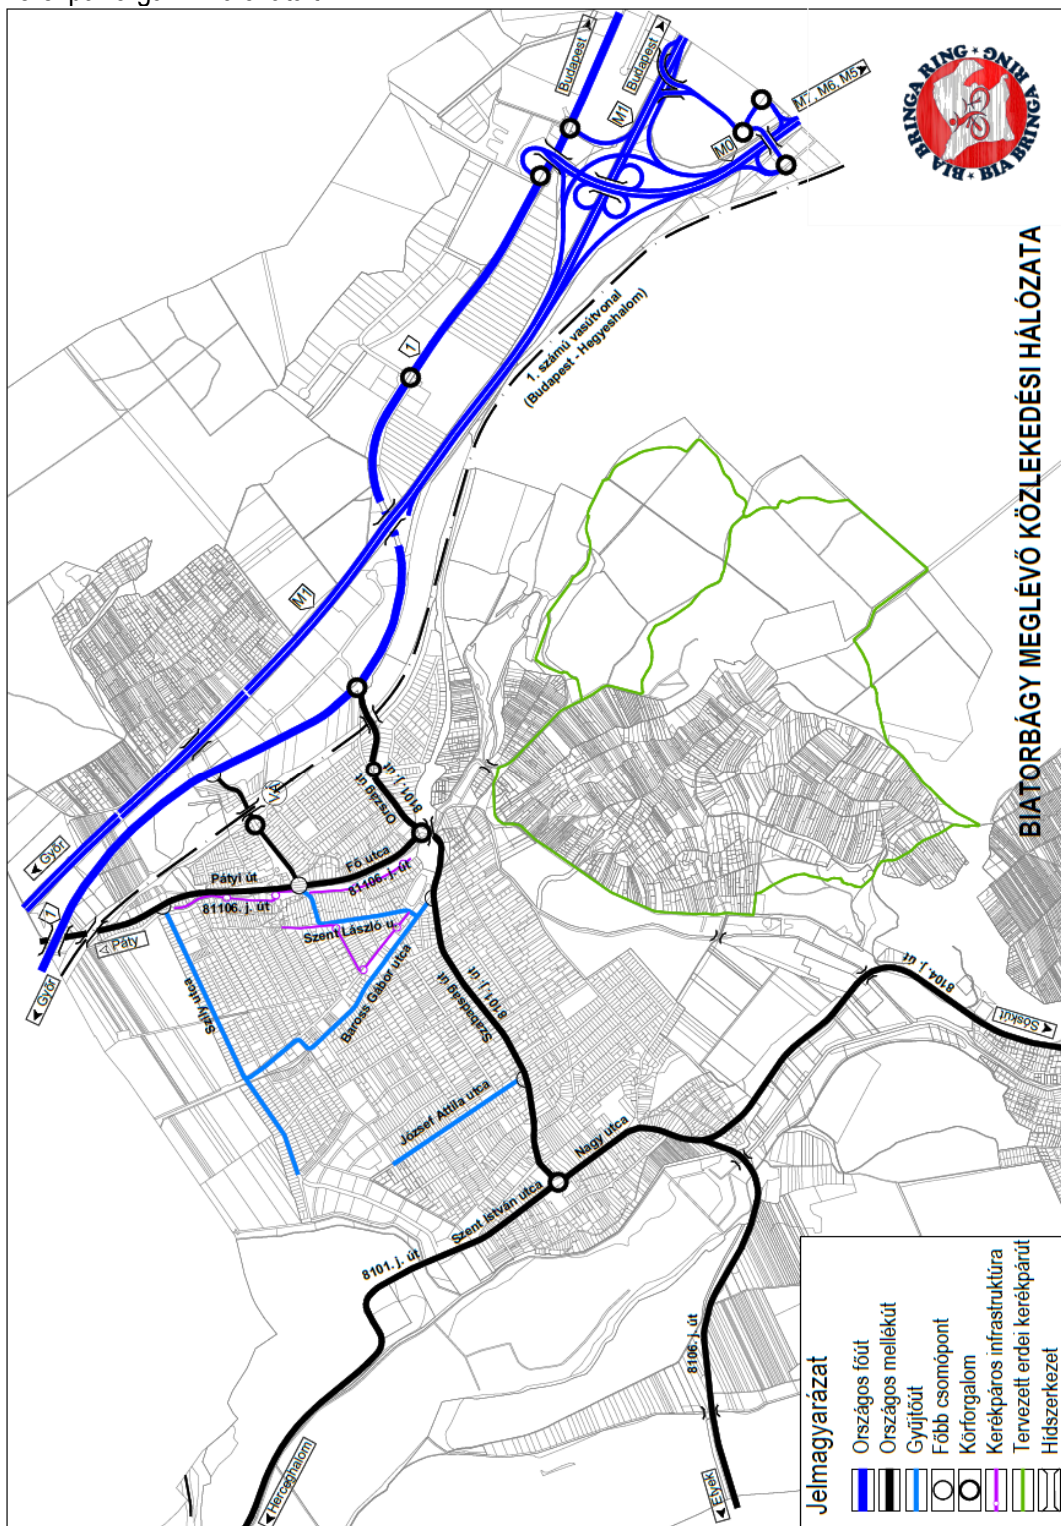 Budapest
Budapest
M1
M0
M7, M6, M5
BIA BRINGA RING * BIA BRINGA RING *
1
1. számú vasútvonal
(Budapest - Hegyeshalom)
M1
Győr
1
Győr
Páty
Pátyi út
81106. j. út
Fő utca
81106. j. út
Ország út
8101. j. út
Szent László u.
Baross Gábor utca
Szily utca
Szabadság út
8101. j. út
József Attila utca
Nagy utca
Szent István utca
8101. j. út
Herceghalom
8106. j. út
Etyek
8104. j. út
Sóskút
BIATORBÁGY MEGLÉVŐ KÖZLEKEDÉSI HÁLÓZATA
Jelmagyarázat
Országos főút
Országos mellékút
Gyűjtőút
Főbb csomópont
Körforgalom
Kerékpáros infrastruktúra
Tervezett erdei kerékpárút
Hídszerkezet